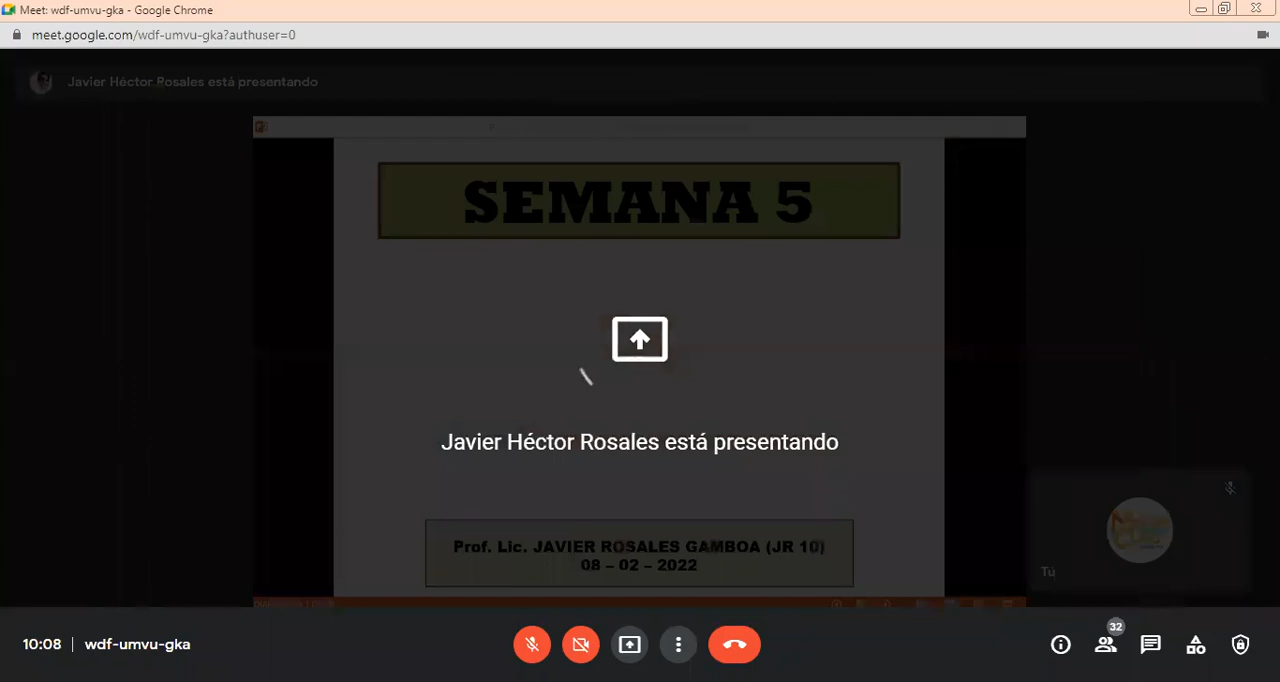 Meet: wdf-umvu-gka - Google Chrome
meet.google.com/wdf-umvu-gka?authuser=0
Javier Héctor Rosales está presentando
SEMANA 5
Javier Héctor Rosales está presentando
Prof. Lic. JAVIER ROSALES GAMBOA (JR 10)
08 – 02 – 2022
Tú
32
10:08 | wdf-umvu-gka